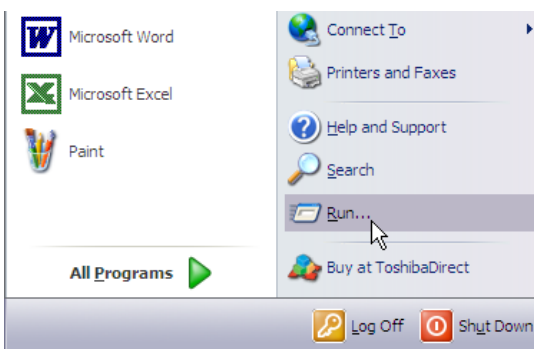 Microsoft Word
Microsoft Excel
Paint
All Programs
Connect To
Printers and Faxes
Help and Support
Search
Run...
Buy at ToshibaDirect
Log Off
Shut Down